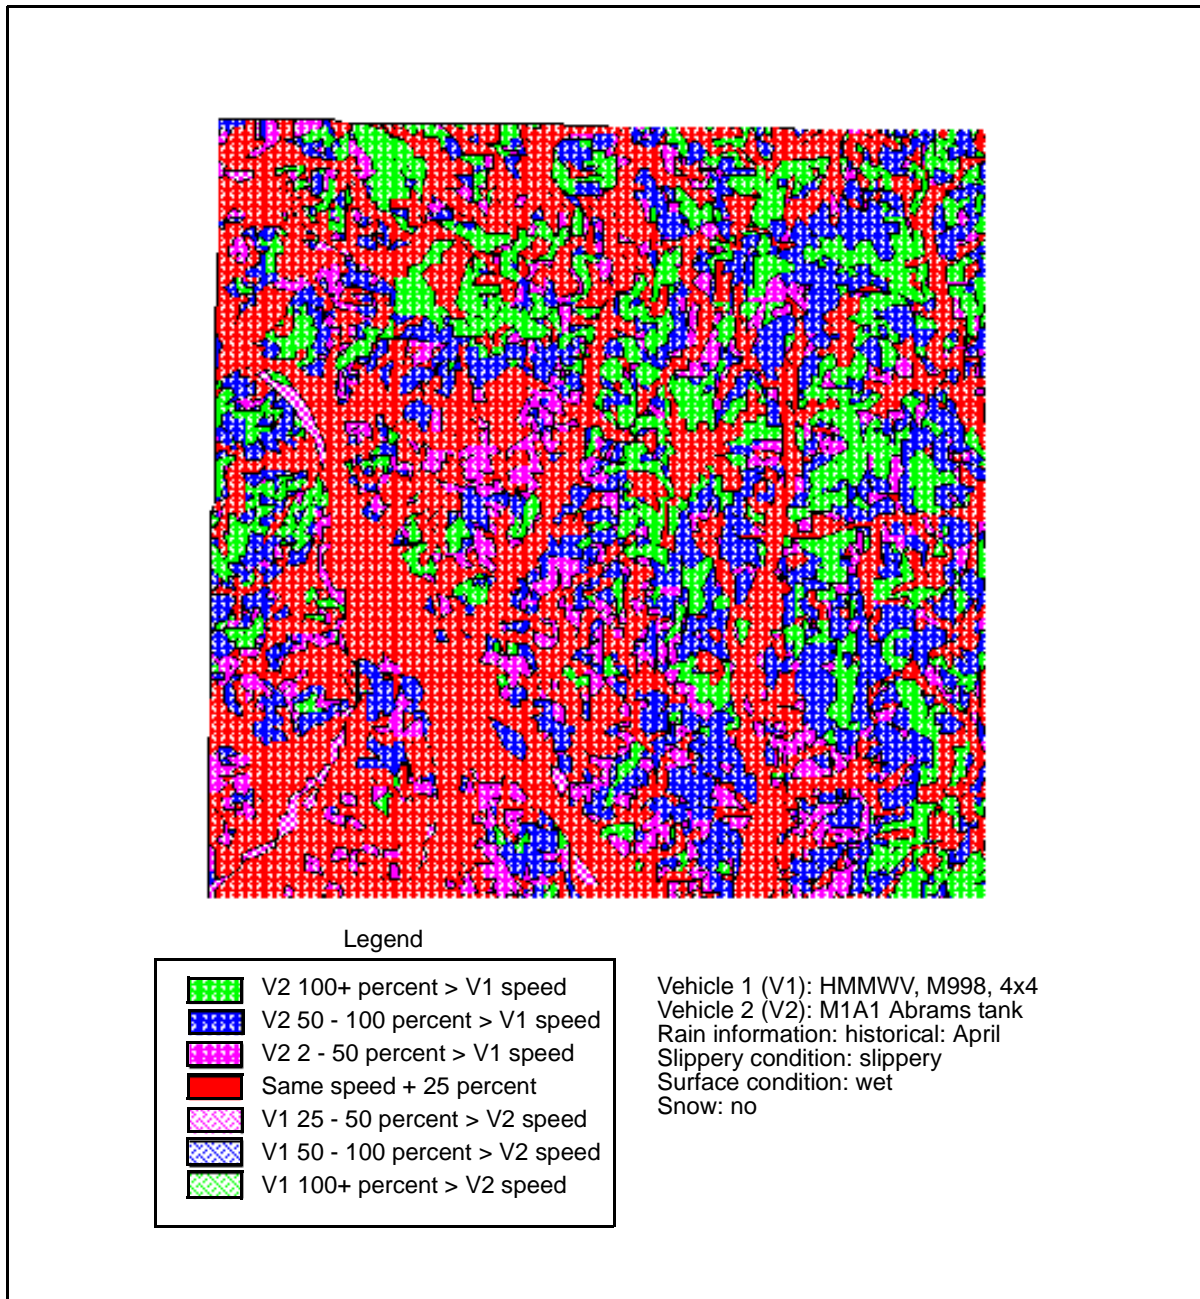 Legend
V2 100+ percent > V1 speed
V2 50 - 100 percent > V1 speed
V2 2 - 50 percent > V1 speed
Same speed + 25 percent
V1 25 - 50 percent > V2 speed
V1 50 - 100 percent > V2 speed
V1 100+ percent > V2 speed
Vehicle 1 (V1): HMMWV, M998, 4x4
Vehicle 2 (V2): M1A1 Abrams tank
Rain information: historical: April
Slippery condition: slippery
Surface condition: wet
Snow: no